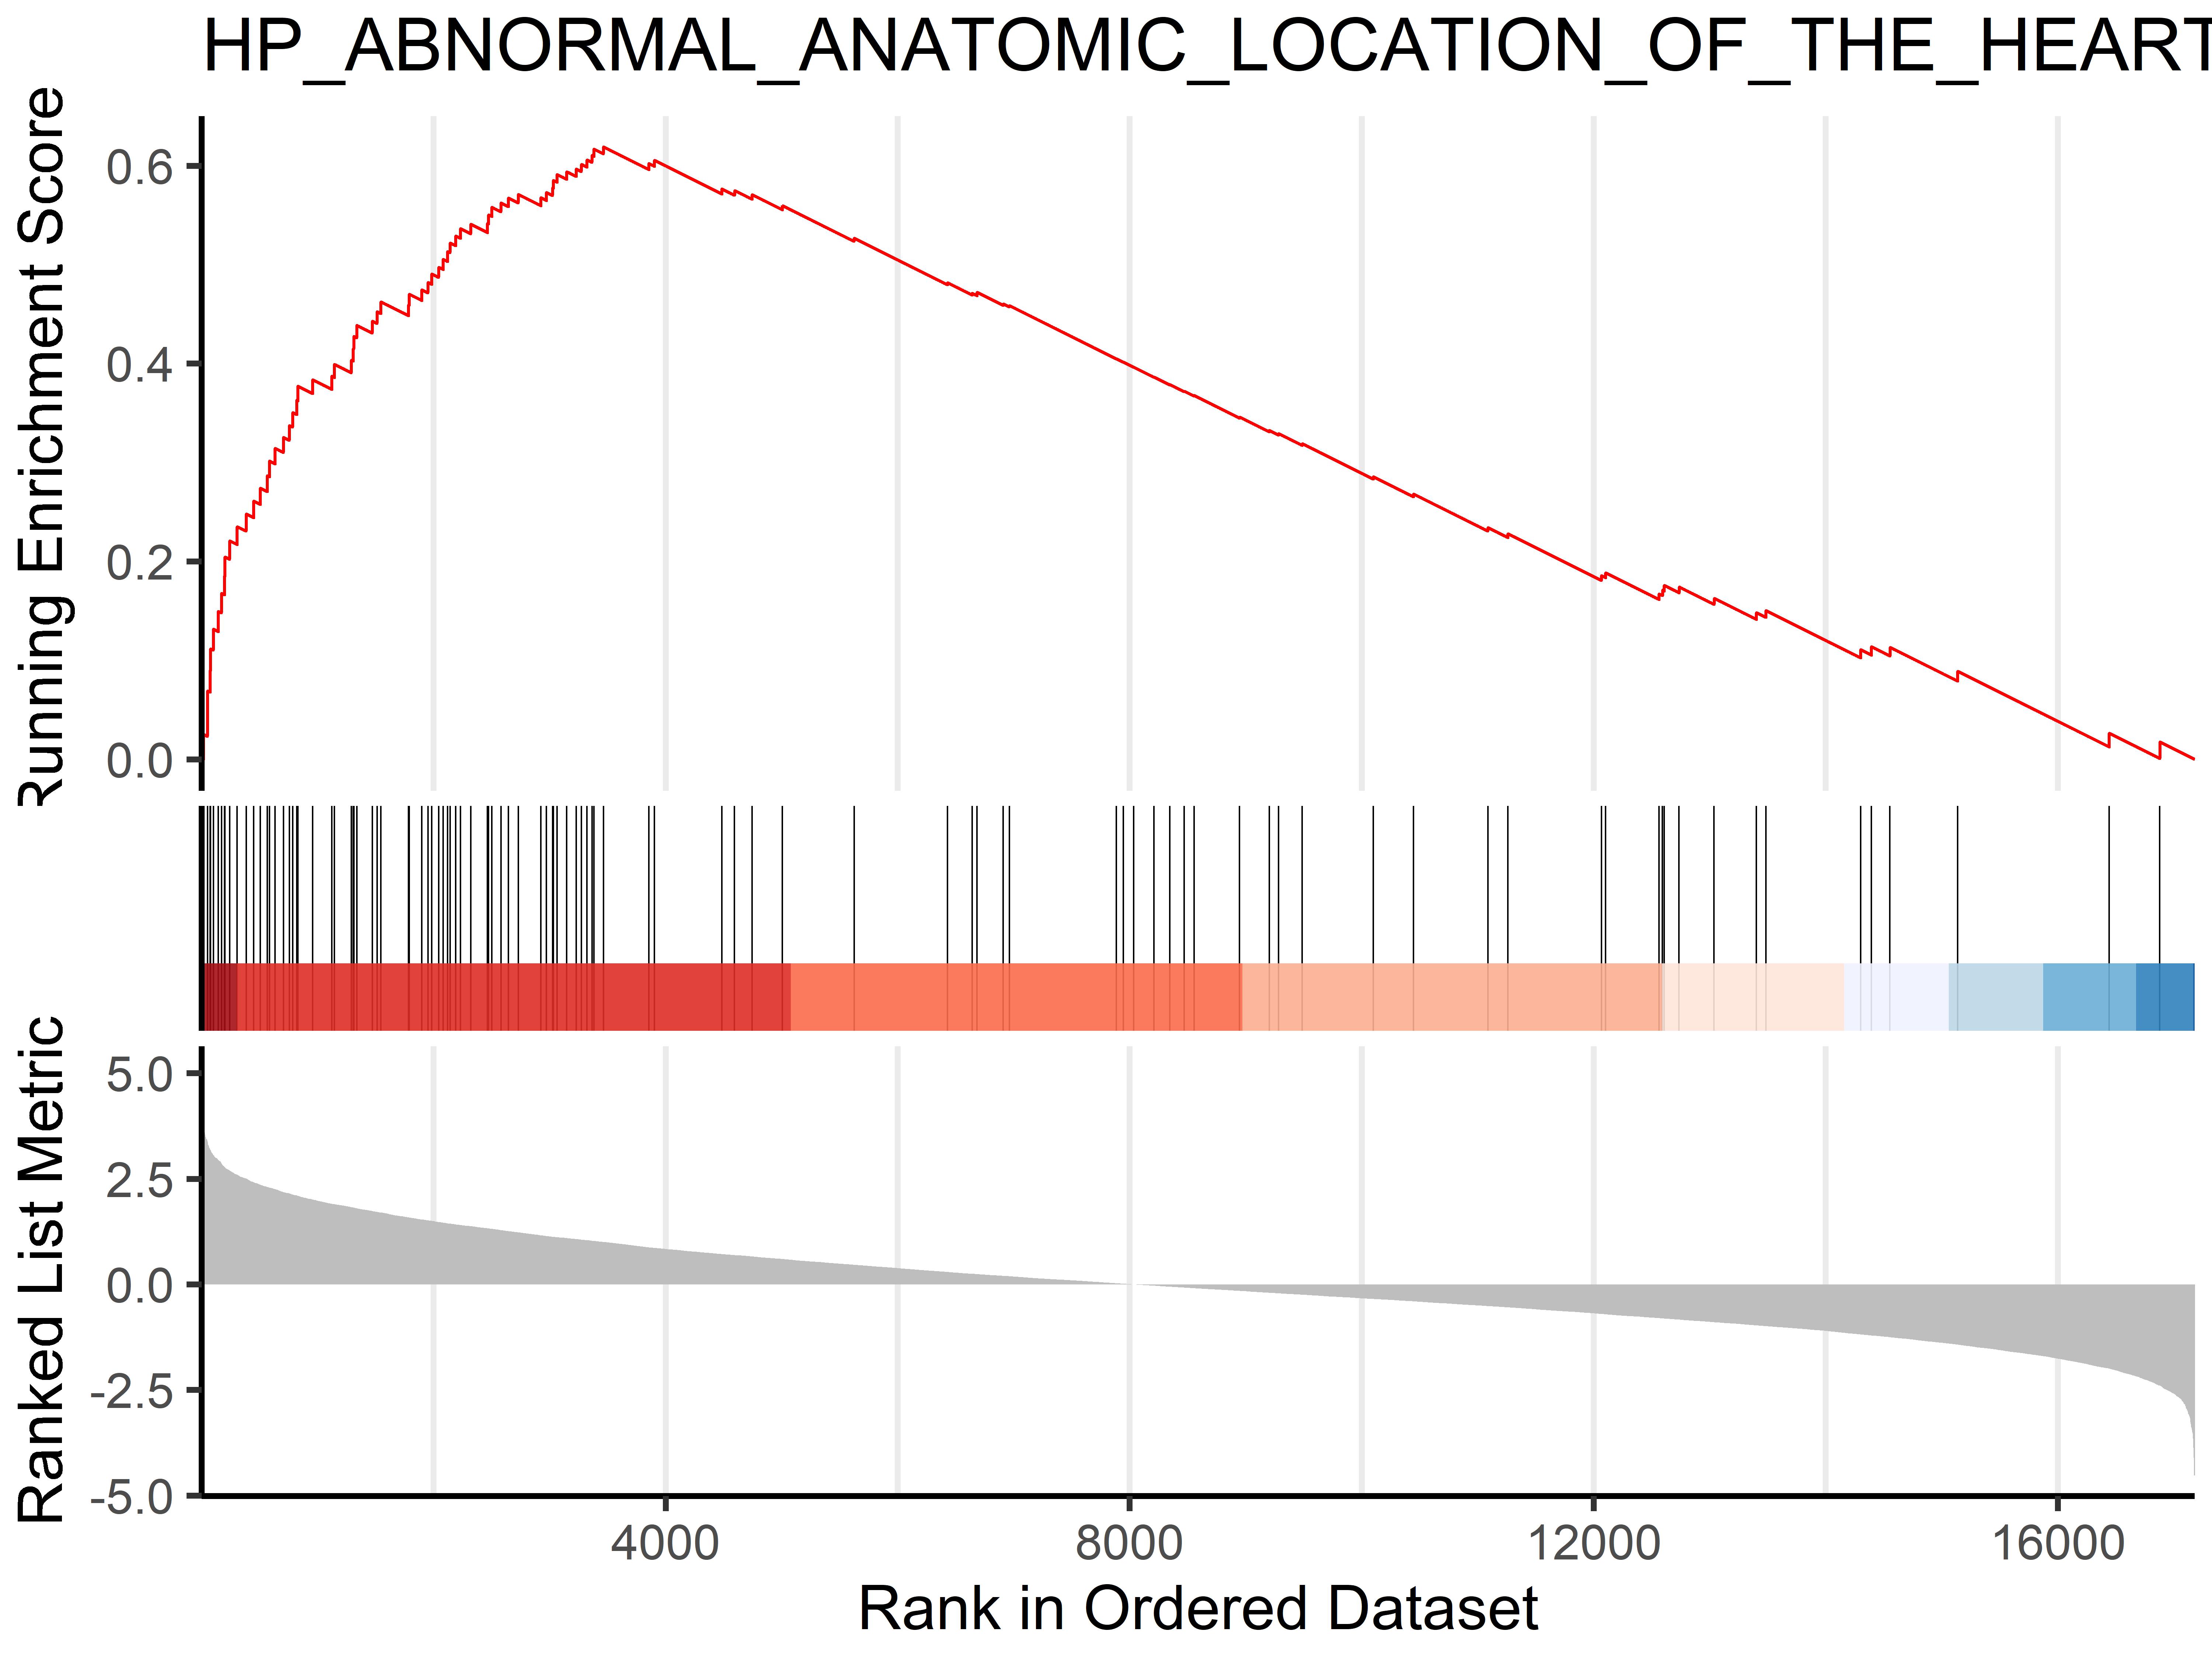 HP_ABNORMAL_ANATOMIC_LOCATION_OF_THE_HEART
Running Enrichment Score
0.6
0.4
0.2
0.0
Ranked List Metric
5.0
2.5
0.0
-2.5
-5.0
4000 8000 12000 16000
Rank in Ordered Dataset